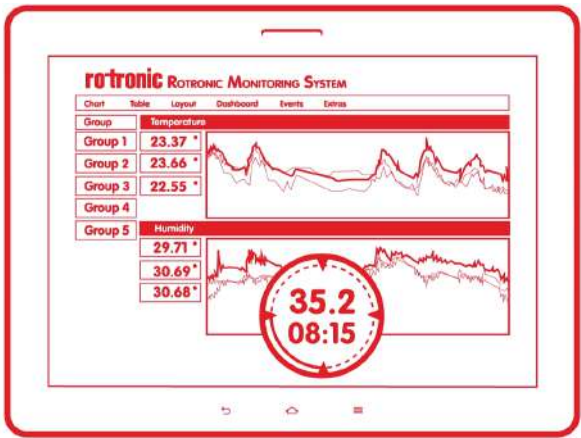 rotronic ROTRONIC MONITORING SYSTEM
Chart Table Layout Dashboard Events Extras
Group Temperature
Group 1 23.37 °
Group 2 23.66 °
Group 3 22.55 °
Group 4
Group 5 Humidity
29.71 °
30.69 °
30.68 °
35.2
08:15